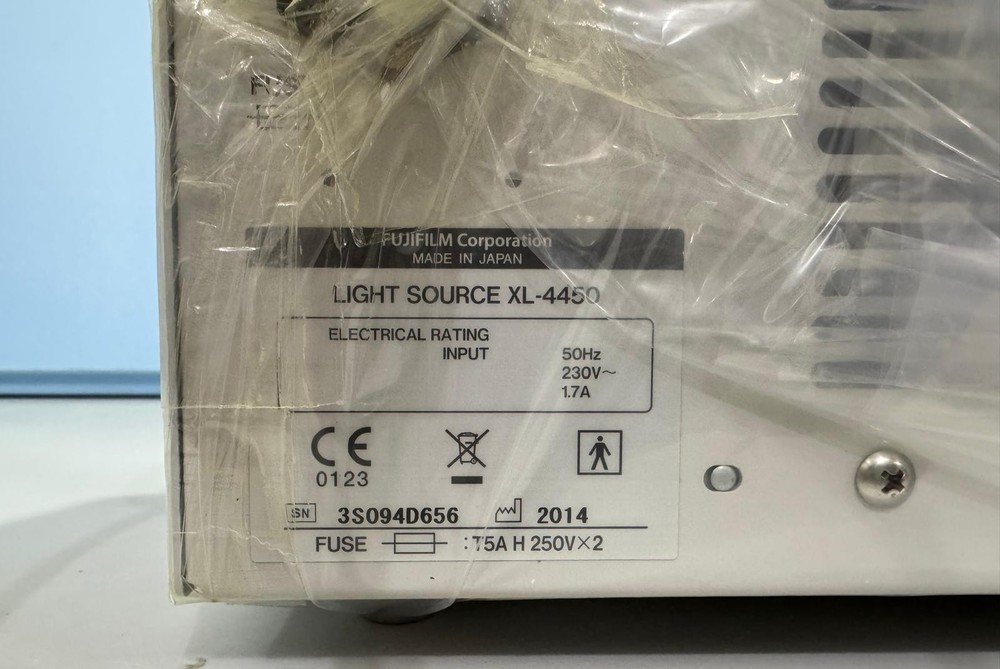 FUJIFILM Corporation
MADE IN JAPAN
LIGHT SOURCE XL-4450
ELECTRICAL RATING
INPUT 50Hz
230V~
1.7A
CE
0123
SN 3S094D656 2014
FUSE :T5A H 250V×2